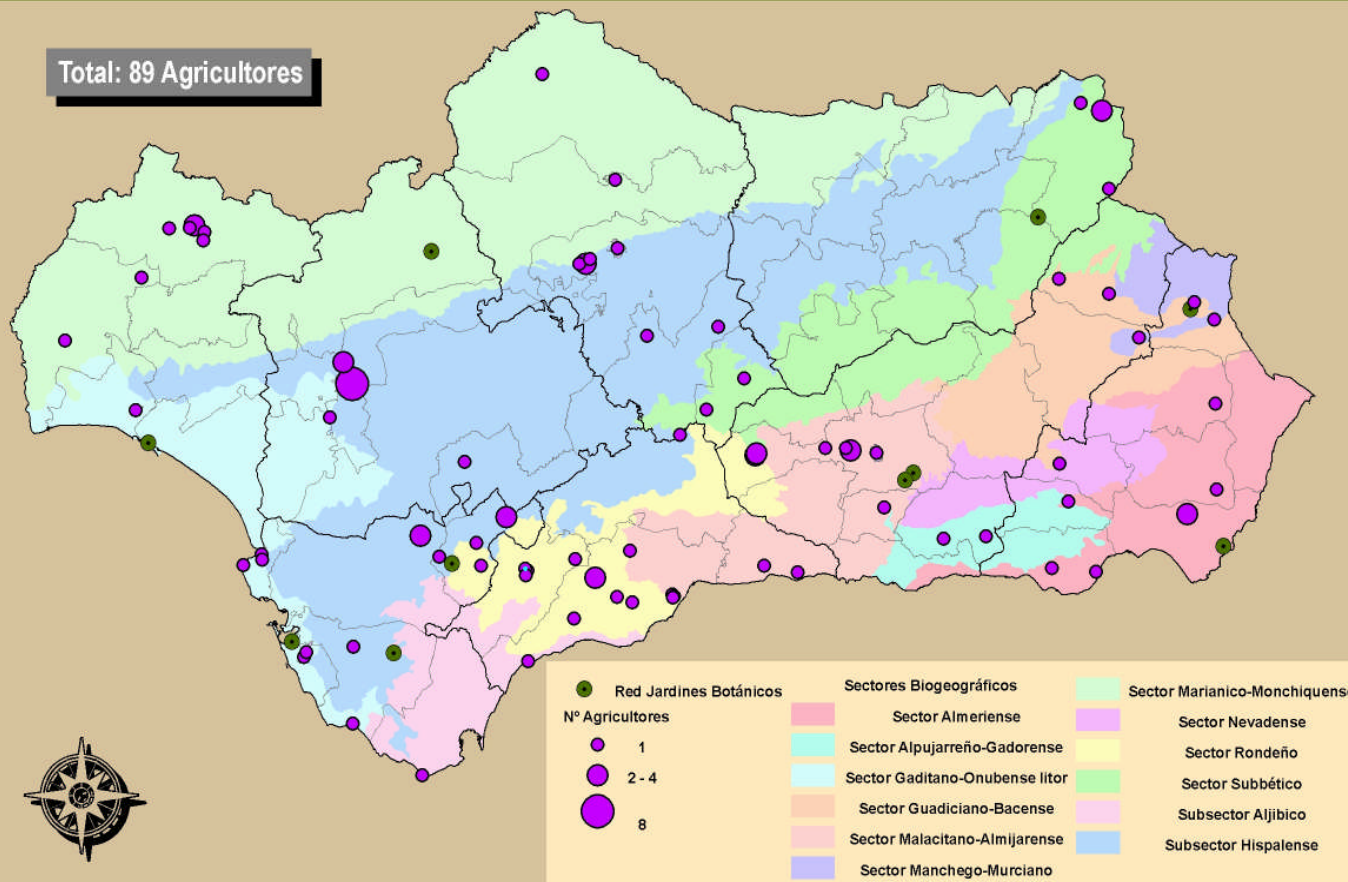 Total: 89 Agricultores
Red Jardines Botánicos
Nº Agricultores
1
2 - 4
8
Sectores Biogeográficos
Sector Almeriense
Sector Alpujarreño-Gadorense
Sector Gaditano-Onubense litor
Sector Guadiciano-Bacense
Sector Malacitano-Almijarense
Sector Manchego-Murciano
Sector Marianico-Monchiquense
Sector Nevadense
Sector Rondeño
Sector Subbético
Subsector Aljibico
Subsector Hispalense